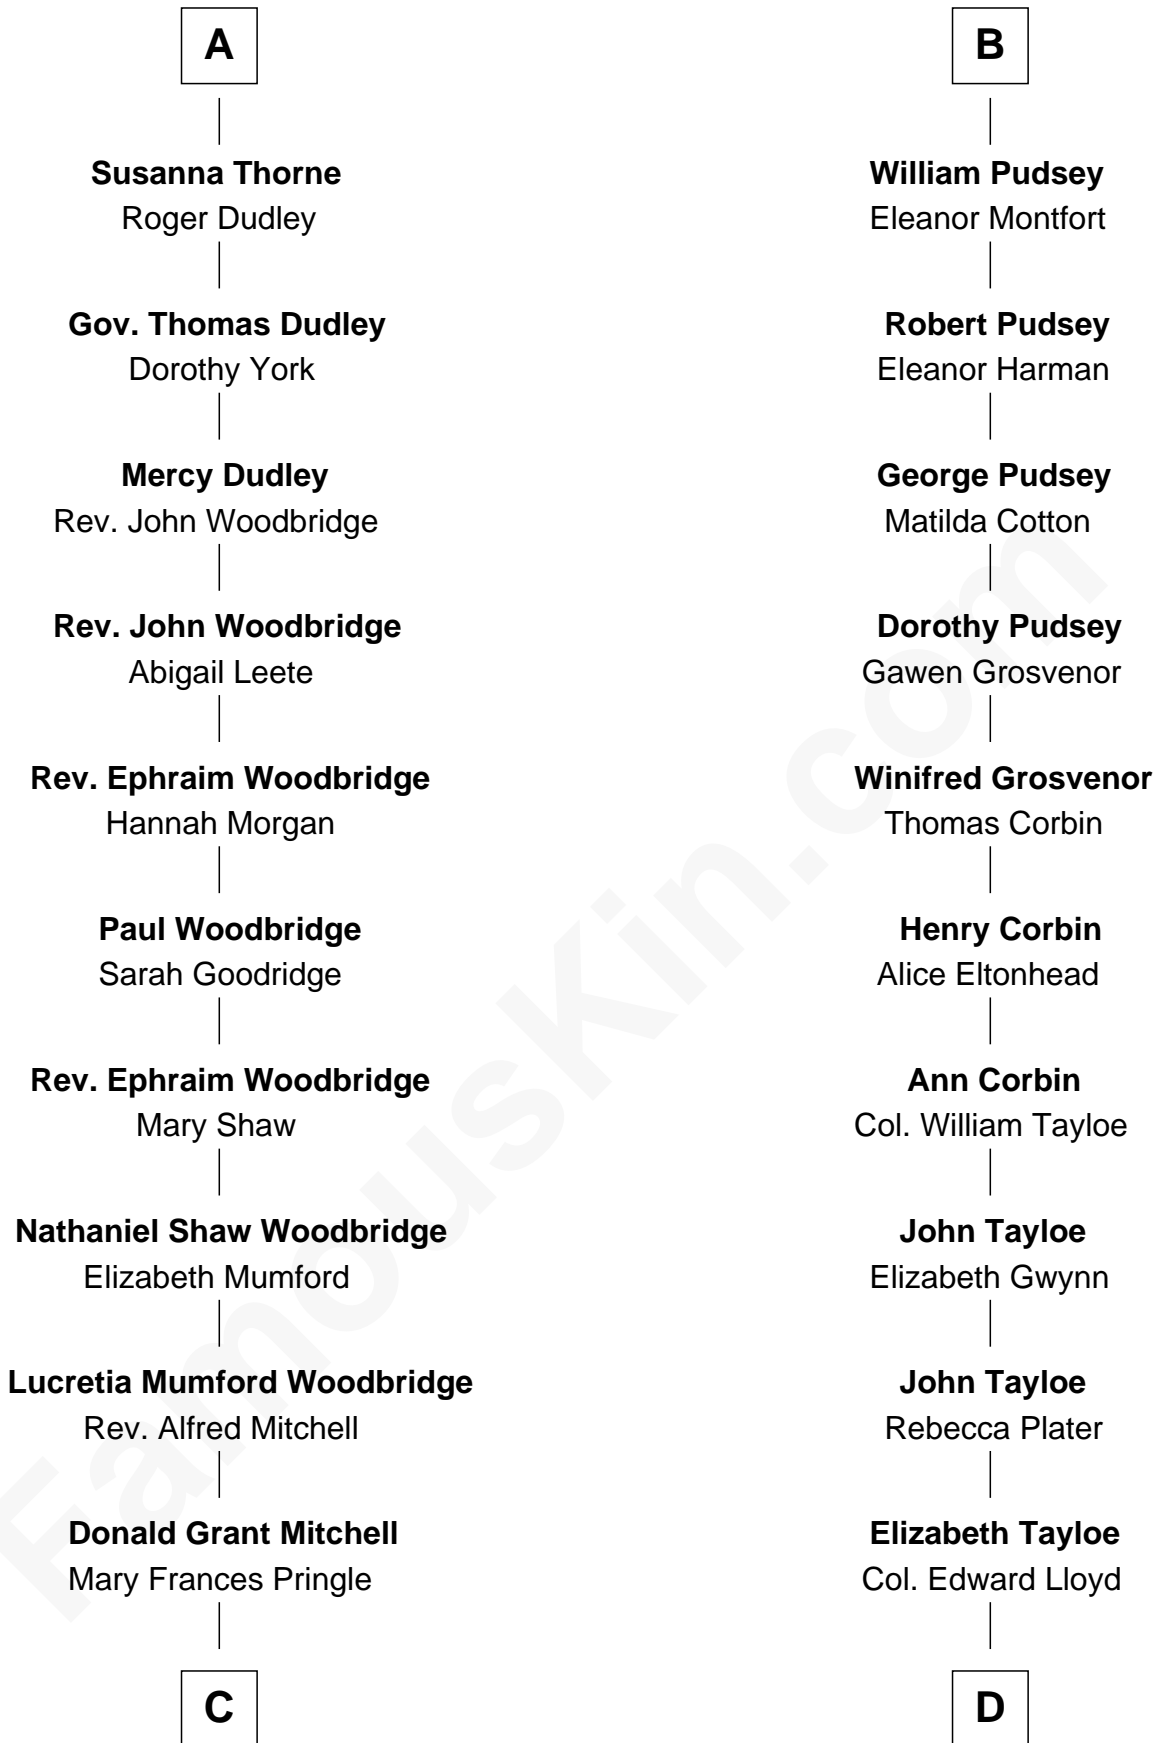 A
Susanna Thorne
Roger Dudley
Gov. Thomas Dudley
Dorothy York
Mercy Dudley
Rev. John Woodbridge
Rev. John Woodbridge
Abigail Leete
Rev. Ephraim Woodbridge
Hannah Morgan
Paul Woodbridge
Sarah Goodridge
Rev. Ephraim Woodbridge
Mary Shaw
Nathaniel Shaw Woodbridge
Elizabeth Mumford
Lucretia Mumford Woodbridge
Rev. Alfred Mitchell
Donald Grant Mitchell
Mary Frances Pringle
C
B
William Pudsey
Eleanor Montfort
Robert Pudsey
Eleanor Harman
George Pudsey
Matilda Cotton
Dorothy Pudsey
Gawen Grosvenor
Winifred Grosvenor
Thomas Corbin
Henry Corbin
Alice Eltonhead
Ann Corbin
Col. William Tayloe
John Tayloe
Elizabeth Gwynn
John Tayloe
Rebecca Plater
Elizabeth Tayloe
Col. Edward Lloyd
D
FamousKin.com